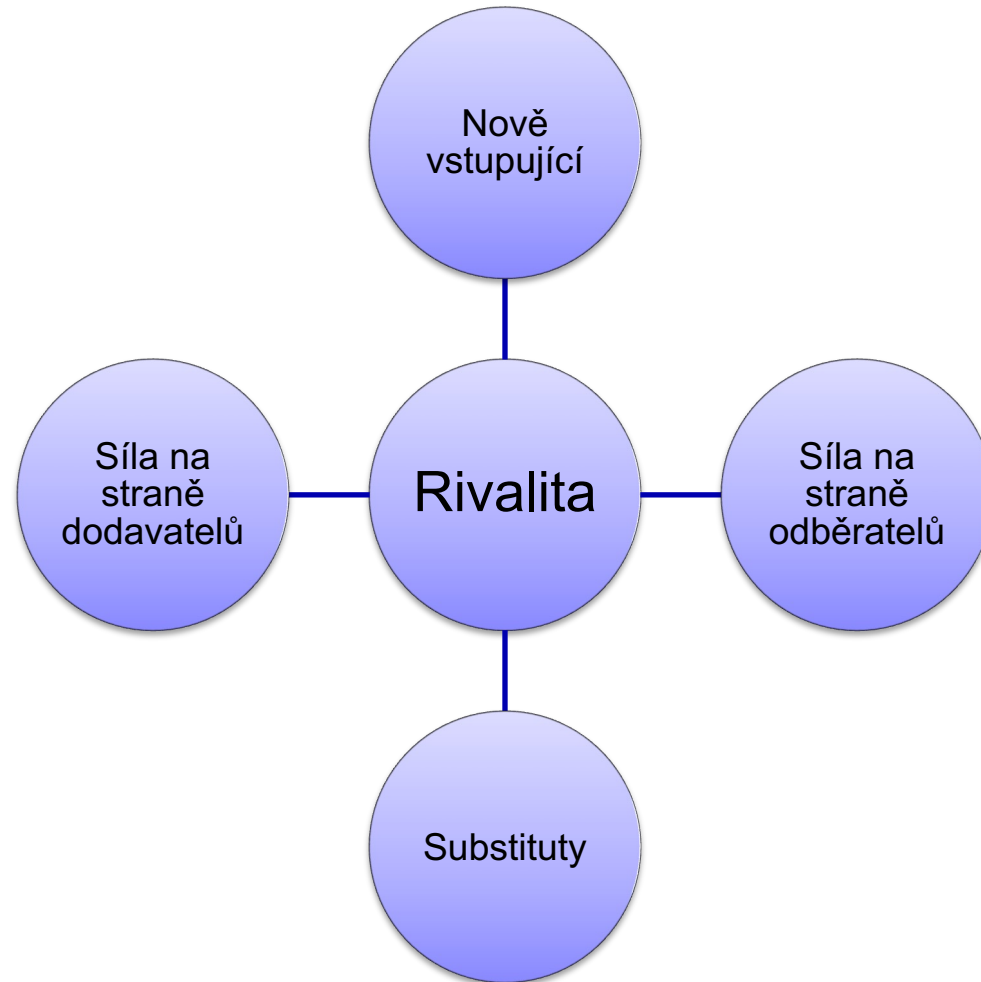 Nově
vstupující
Síla na
straně
dodavatelů
Rivalita
Síla na
straně
odběratelů
Substituty